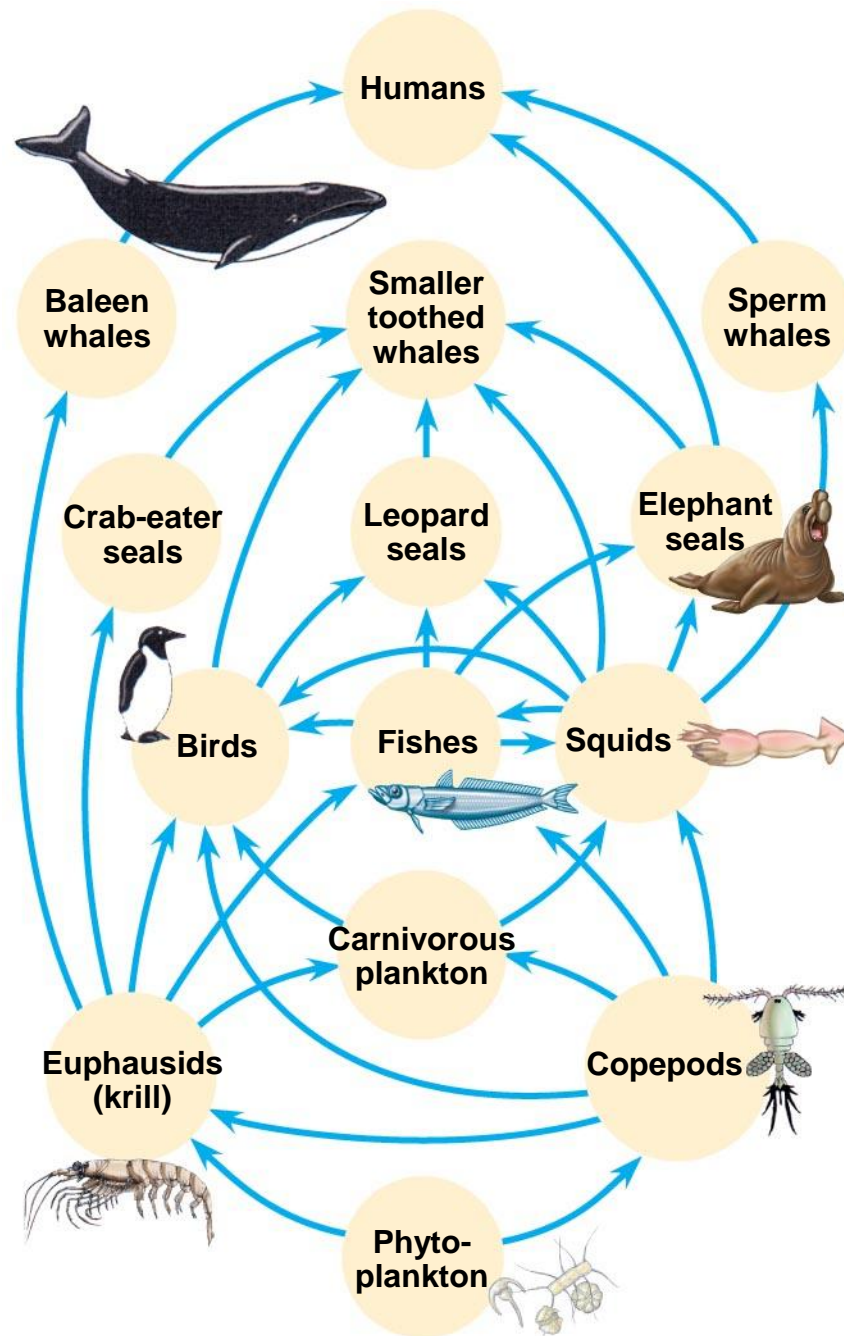 Humans
Baleen
whales
Smaller
toothed
whales
Sperm
whales
Crab-eater
seals
Leopard
seals
Elephant
seals
Birds
Fishes
Squids
Carnivorous
plankton
Euphausids
(krill)
Copepods
Phyto-
plankton